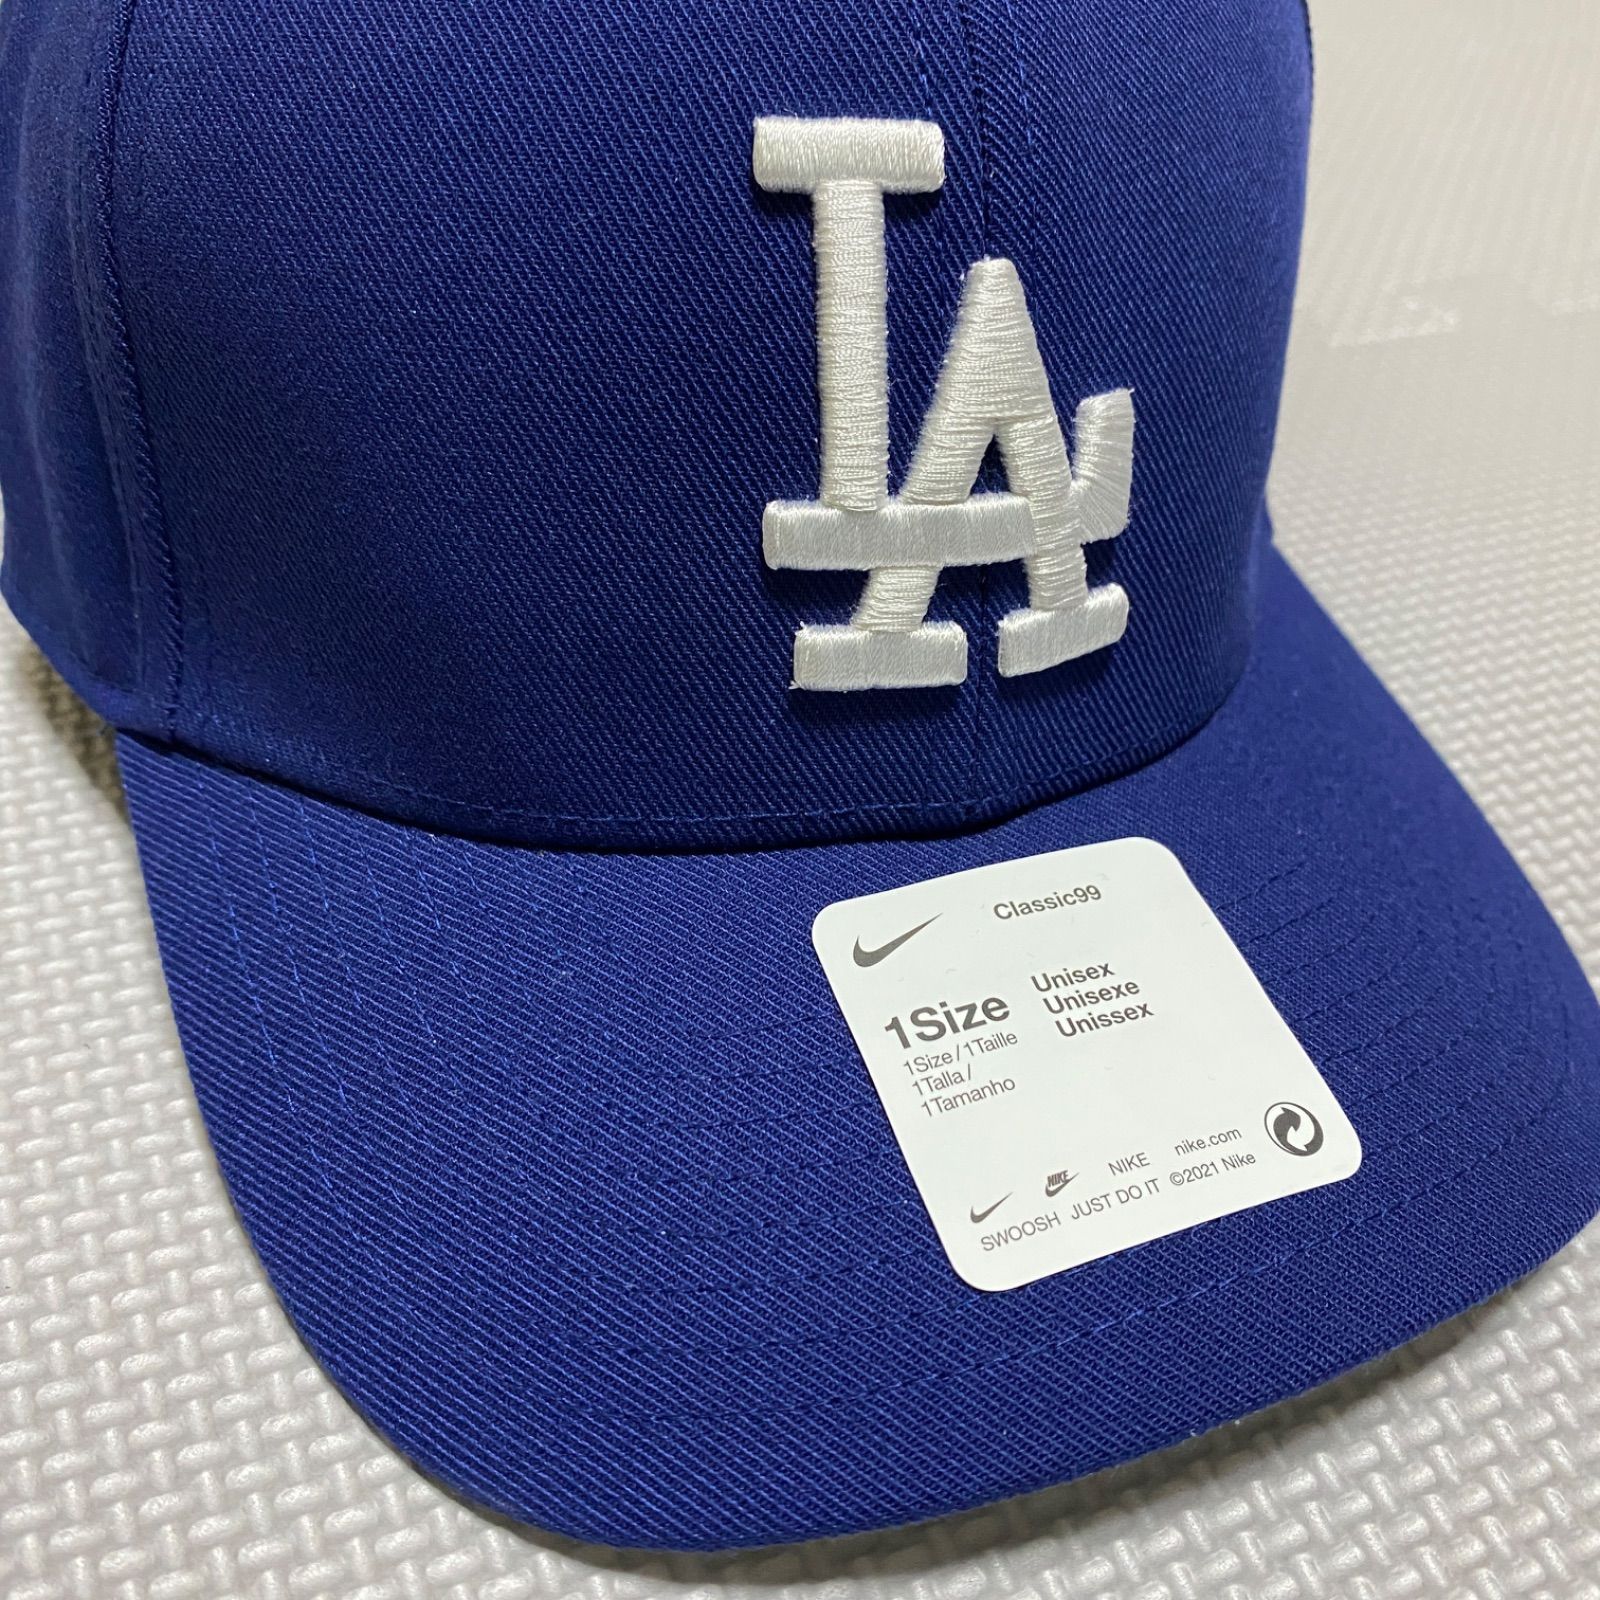 LA
Classic99
1Size
1Size/1Taille
1Talla/
1Tamanho
Unisex
Unisexe
Unissex
NIKE NIKE nike.com
SWOOSH JUST DO IT ©2021 Nike